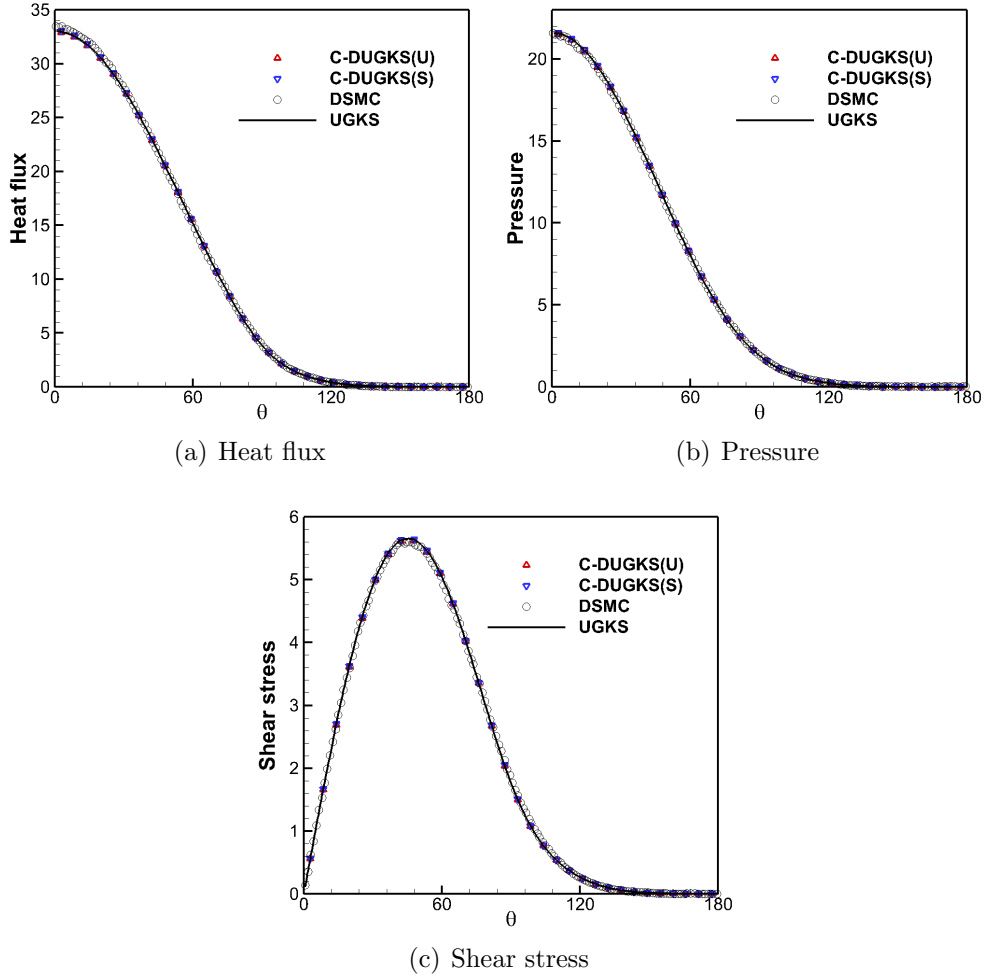 35
30
25
20
15
10
5
0
Heat flux
C-DUGKS(U)
C-DUGKS(S)
DSMC
UGKS
0 60 120 180
θ
(a) Heat flux
20
15
10
5
0
Pressure
C-DUGKS(U)
C-DUGKS(S)
DSMC
UGKS
0 60 120 180
θ
(b) Pressure
6
5
4
3
2
1
0
Shear stress
C-DUGKS(U)
C-DUGKS(S)
DSMC
UGKS
0 60 120 180
θ
(c) Shear stress